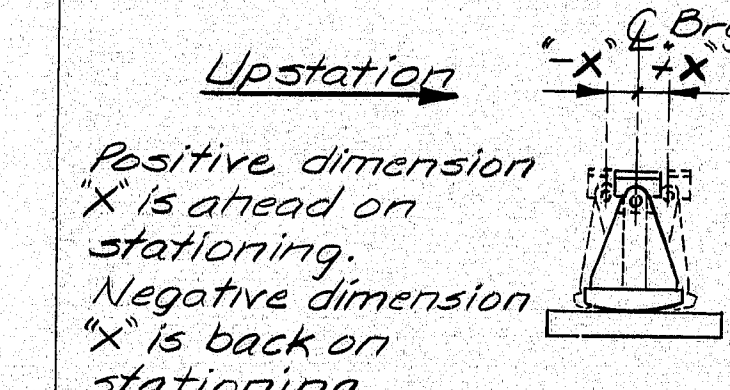 ℄ Brg
"-X" "+X"
Upstation
Positive dimension
"X" is ahead on
stationing.
Negative dimension
"X" is back on
stationing